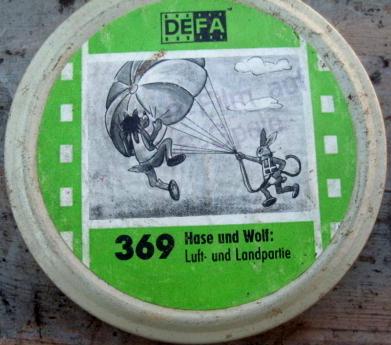 DEFA
369 Hase und Wolf:
Luft- und Landpartie